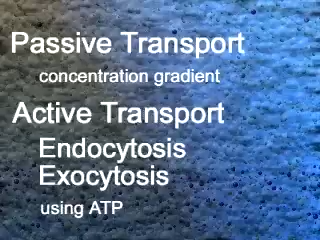 Passive Transport
concentration gradient
Active Transport
Endocytosis
Exocytosis
using ATP